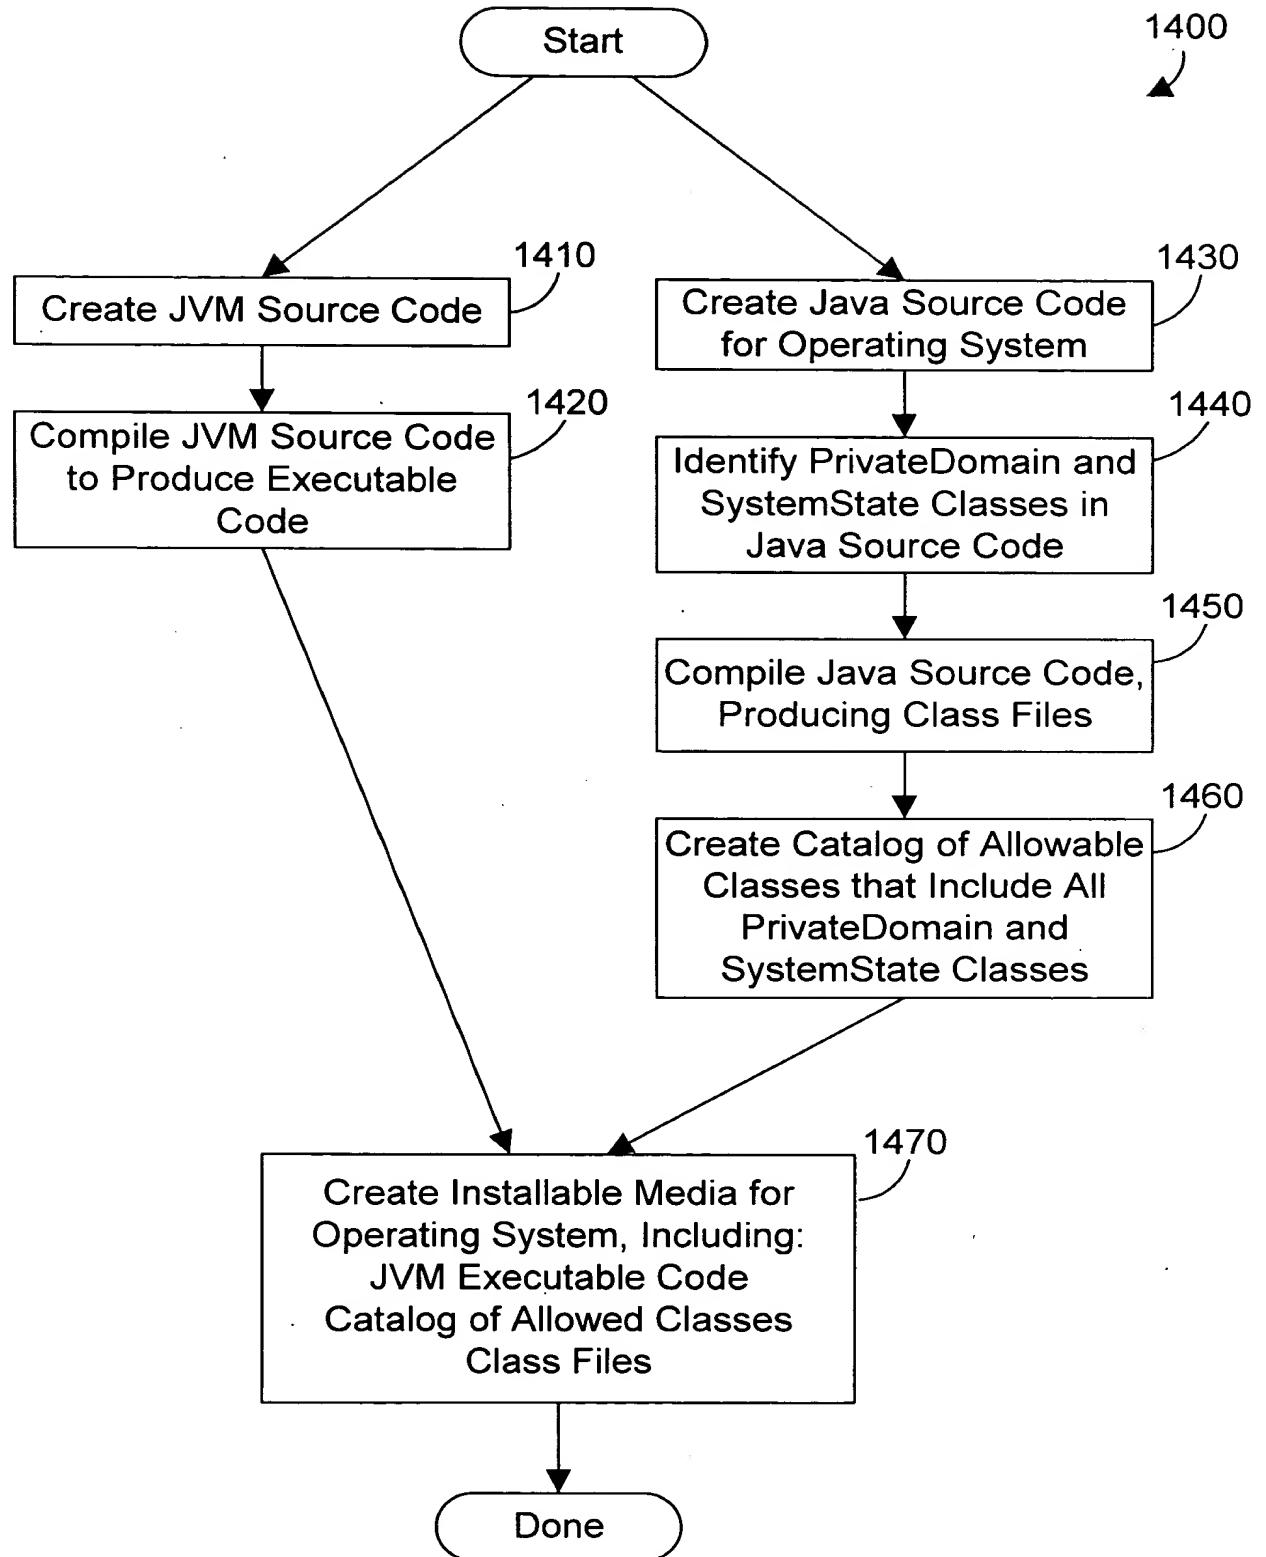 Start
1400
1410
Create JVM Source Code
1420
Compile JVM Source Code
to Produce Executable
Code
1430
Create Java Source Code
for Operating System
1440
Identify PrivateDomain and
SystemState Classes in
Java Source Code
1450
Compile Java Source Code,
Producing Class Files
1460
Create Catalog of Allowable
Classes that Include All
PrivateDomain and
SystemState Classes
1470
Create Installable Media for
Operating System, Including:
JVM Executable Code
Catalog of Allowed Classes
Class Files
Done